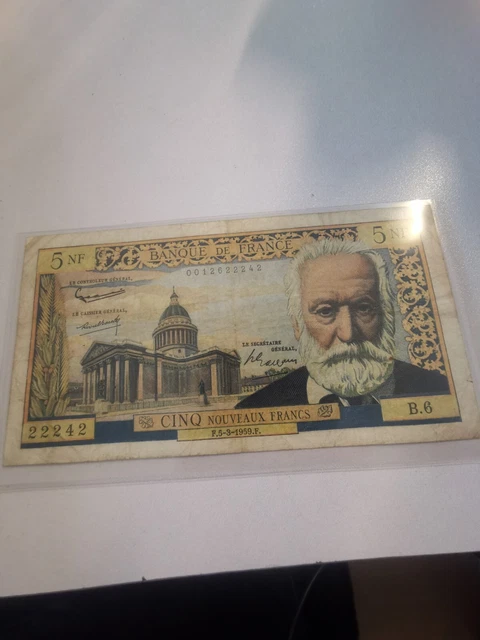 5 NF
BANQUE DE FRANCE
5 NF
0012622242
LE CONTROLEUR GÉNÉRAL,
LE CAISSIER GÉNÉRAL,
LE SECRÉTAIRE
GÉNÉRAL,
22242
CINQ NOUVEAUX FRANCS
B.6
F.5-3-1959.F.